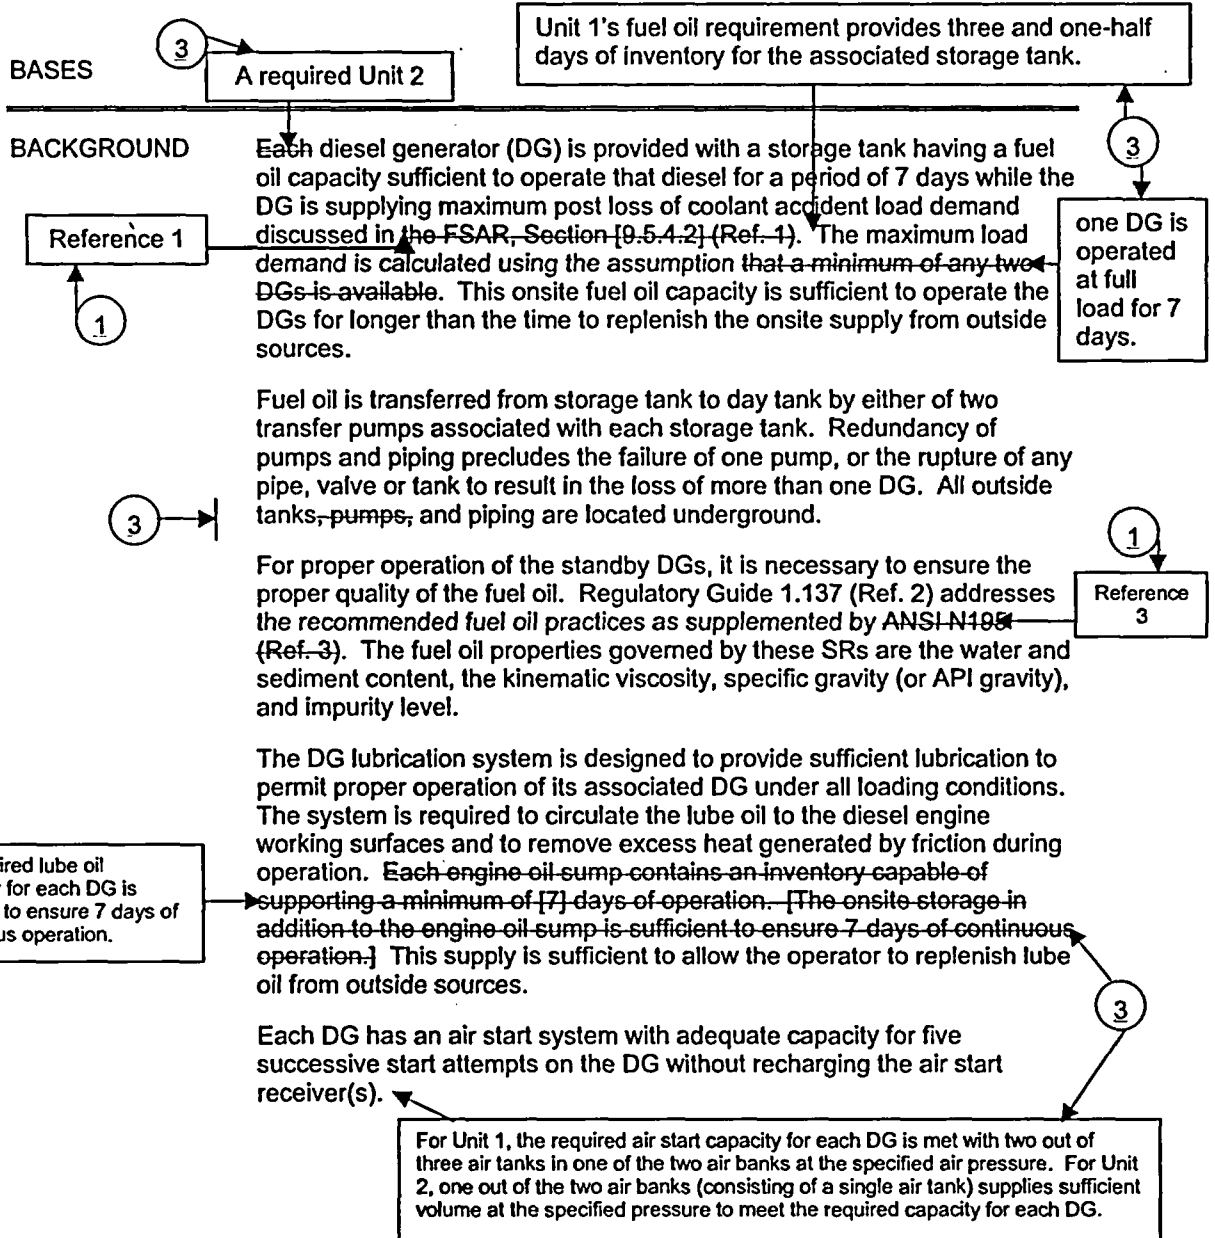 BASES
3
A required Unit 2
Unit 1's fuel oil requirement provides three and one-half
days of inventory for the associated storage tank.
3
BACKGROUND
Each diesel generator (DG) is provided with a storage tank having a fuel
oil capacity sufficient to operate that diesel for a period of 7 days while the
DG is supplying maximum post loss of coolant accident load demand
discussed in the FSAR, Section [9.5.4.2] (Ref. 1). The maximum load
demand is calculated using the assumption that a minimum of any two
DGs is available. This onsite fuel oil capacity is sufficient to operate the
DGs for longer than the time to replenish the onsite supply from outside
sources.
Reference 1
1
one DG is
operated
at full
load for 7
days.
Fuel oil is transferred from storage tank to day tank by either of two
transfer pumps associated with each storage tank. Redundancy of
pumps and piping precludes the failure of one pump, or the rupture of any
pipe, valve or tank to result in the loss of more than one DG. All outside
tanks, pumps, and piping are located underground.
3
For proper operation of the standby DGs, it is necessary to ensure the
proper quality of the fuel oil. Regulatory Guide 1.137 (Ref. 2) addresses
the recommended fuel oil practices as supplemented by ANSI N195
(Ref. 3). The fuel oil properties governed by these SRs are the water and
sediment content, the kinematic viscosity, specific gravity (or API gravity),
and impurity level.
1
Reference
3
The DG lubrication system is designed to provide sufficient lubrication to
permit proper operation of its associated DG under all loading conditions.
The system is required to circulate the lube oil to the diesel engine
working surfaces and to remove excess heat generated by friction during
operation. Each engine oil sump contains an inventory capable of
supporting a minimum of [7] days of operation. [The onsite storage in
addition to the engine oil sump is sufficient to ensure 7 days of continuous
operation.] This supply is sufficient to allow the operator to replenish lube
oil from outside sources.
ired lube oil
for each DG is
to ensure 7 days of
us operation.
3
Each DG has an air start system with adequate capacity for five
successive start attempts on the DG without recharging the air start
receiver(s).
For Unit 1, the required air start capacity for each DG is met with two out of
three air tanks in one of the two air banks at the specified air pressure. For Unit
2, one out of the two air banks (consisting of a single air tank) supplies sufficient
volume at the specified pressure to meet the required capacity for each DG.